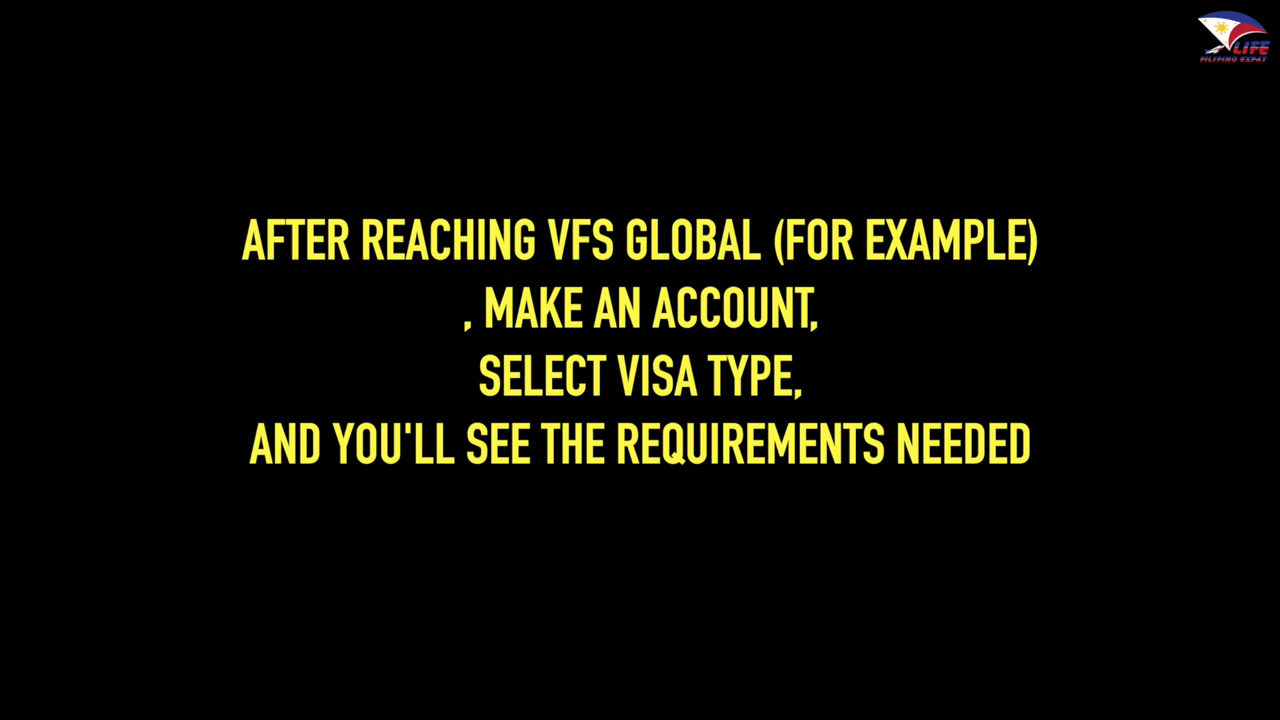 LIFE
FILIPINO EXPAT
AFTER REACHING VFS GLOBAL (FOR EXAMPLE)
, MAKE AN ACCOUNT,
SELECT VISA TYPE,
AND YOU'LL SEE THE REQUIREMENTS NEEDED